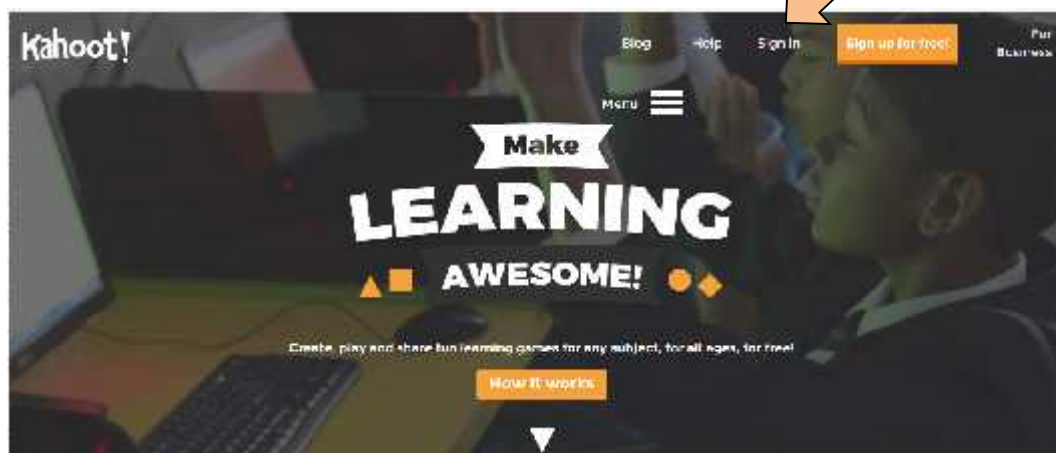 Kahoot!
Blog Help Sign In Sign up for free! For Business
Menu
Make
LEARNING
AWESOME!
Create, play and share fun learning games for any subject, for all ages, for free!
How it works